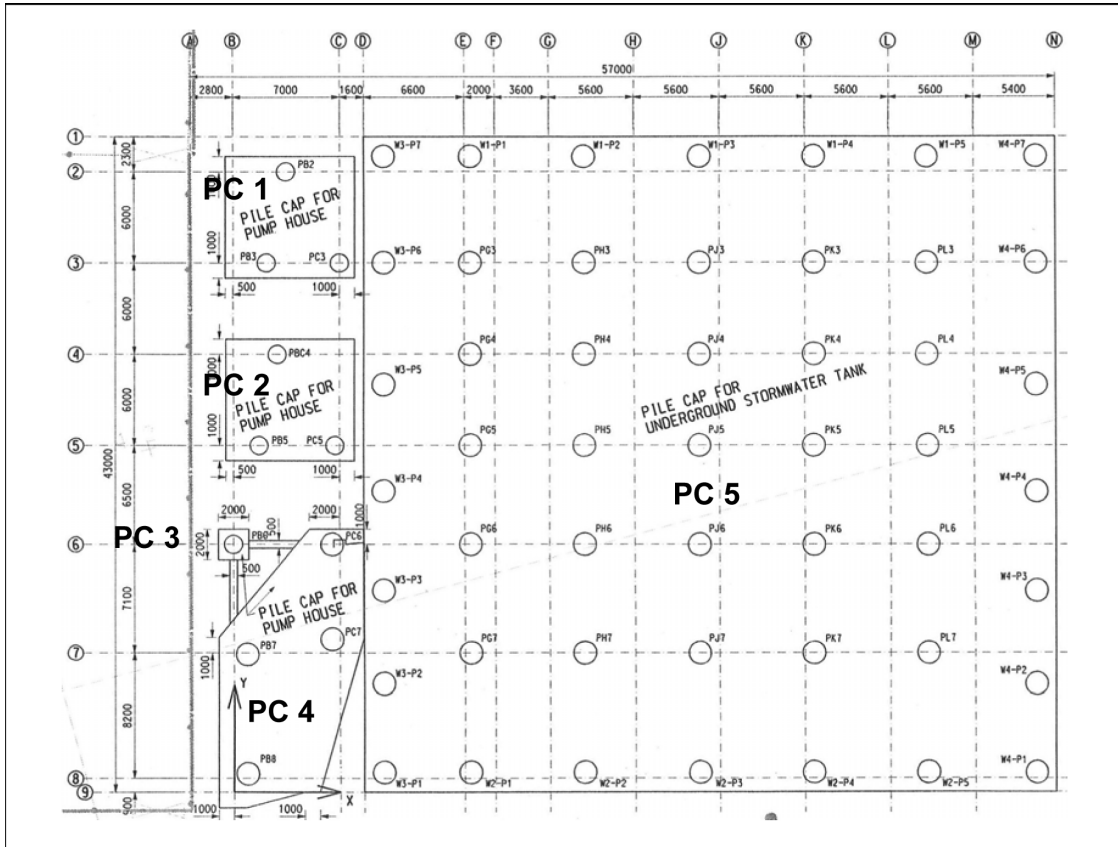 A B C D E F G H J K L M N
57000
2800 7000 1600 6600 2000 3600 5600 5600 5600 5600 5600 5400
1
2300
W3-P7 W1-P1 W1-P2 W1-P3 W1-P4 W1-P5 W4-P7
2
PB2
PC 1
PILE CAP FOR
PUMP HOUSE
6000
1000
3
PB3 PC3 W3-P6 PG3 PH3 PJ3 PK3 PL3 W4-P6
500 1000
6000
4
PBC4 PG4 PH4 PJ4 PK4 PL4
W3-P5 W4-P5
PC 2
PILE CAP FOR
PUMP HOUSE
6000
1000
PILE CAP FOR
UNDERGROUND STORMWATER TANK
5
PB5 PC5 PG5 PH5 PJ5 PK5 PL5
500 1000
43000
6500
W3-P4 W4-P4
PC 5
2000 2000 1000
PC 3
6
2000
500
PC6 PG6 PH6 PJ6 PK6 PL6
500
W3-P3 W4-P3
7100
PILE CAP FOR
PUMP HOUSE
7
PB7 PC7 PG7 PH7 PJ7 PK7 PL7
1000
Y
W3-P2 W4-P2
8200
PC 4
PB8
8
W3-P1 W2-P1 W2-P2 W2-P3 W2-P4 W2-P5 W4-P1
9
X
1000 1000